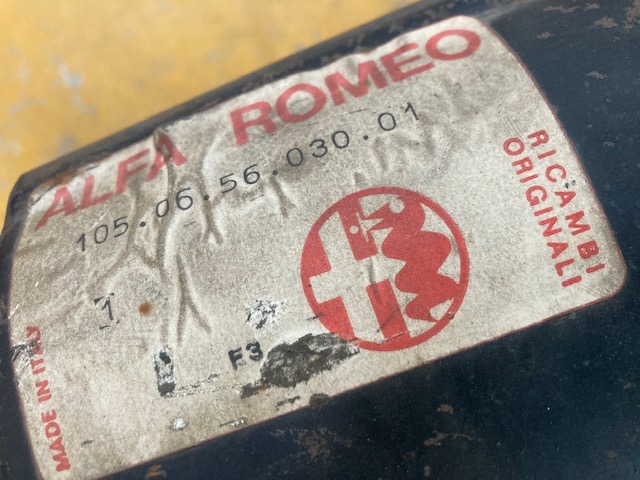 ALFA ROMEO
105.06.56.030.01
RICAMBI
ORIGINALI
1
F3
MADE IN ITALY